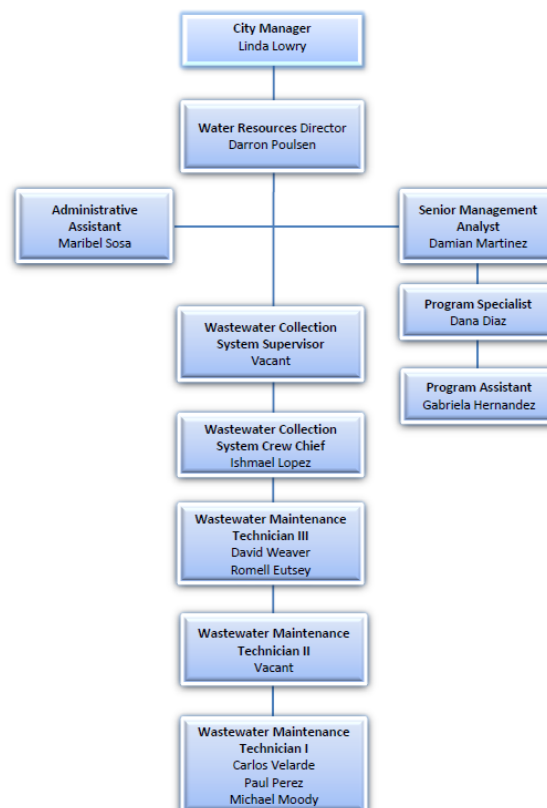 City Manager
Linda Lowry
Water Resources Director
Darron Poulsen
Administrative
Assistant
Maribel Sosa
Senior Management
Analyst
Damian Martinez
Program Specialist
Dana Diaz
Program Assistant
Gabriela Hernandez
Wastewater Collection
System Supervisor
Vacant
Wastewater Collection
System Crew Chief
Ishmael Lopez
Wastewater Maintenance
Technician III
David Weaver
Romell Eutsey
Wastewater Maintenance
Technician II
Vacant
Wastewater Maintenance
Technician I
Carlos Velarde
Paul Perez
Michael Moody